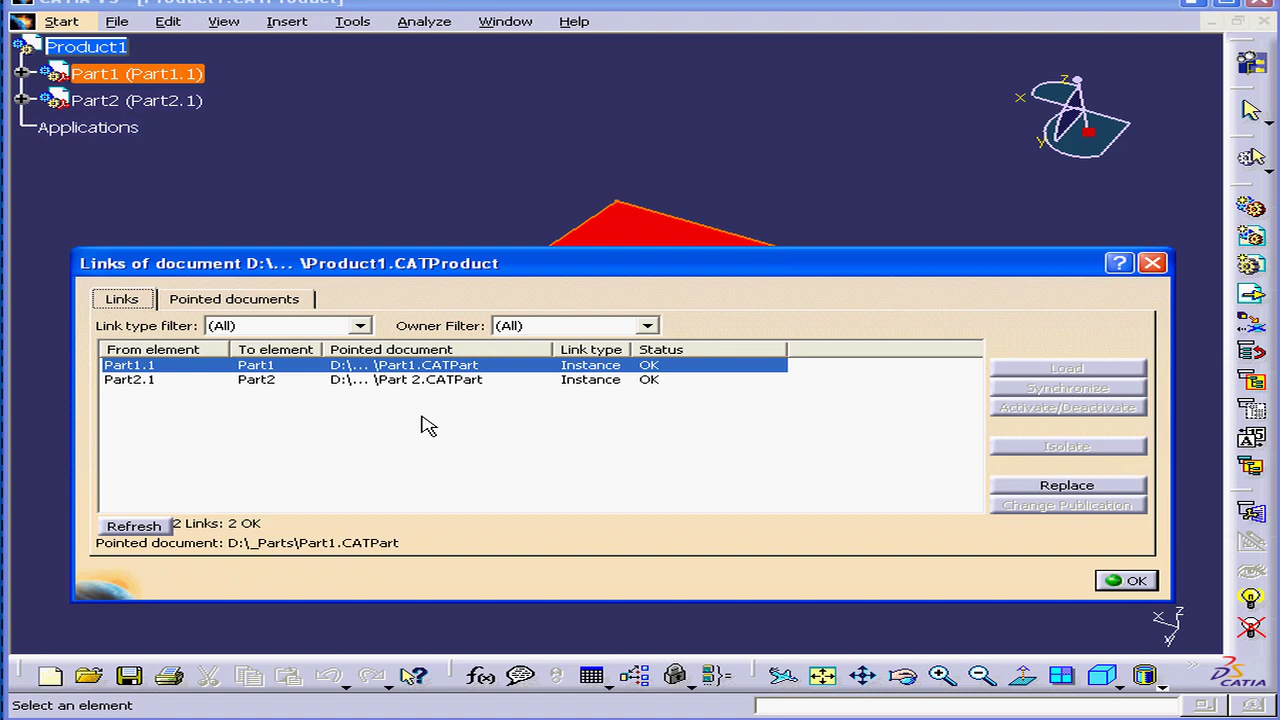 CATIA V5 - [Product1.CATProduct]
Start File Edit View Insert Tools Analyze Window Help
Product1
Part1 (Part1.1)
Part2 (Part2.1)
Applications
z
x
y
Links of document D:\... \Product1.CATProduct
Links Pointed documents
Link type filter: (All) Owner Filter: (All)
From element To element Pointed document Link type Status
Part1.1 Part1 D:\... \Part1.CATPart Instance OK
Part2.1 Part2 D:\... \Part 2.CATPart Instance OK
Load
Synchronize
Activate/Deactivate
Isolate
Replace
Change Publication
Refresh 2 Links: 2 OK
Pointed document: D:\_Parts\Part1.CATPart
OK
x z
y
f(x)
CATIA
Select an element